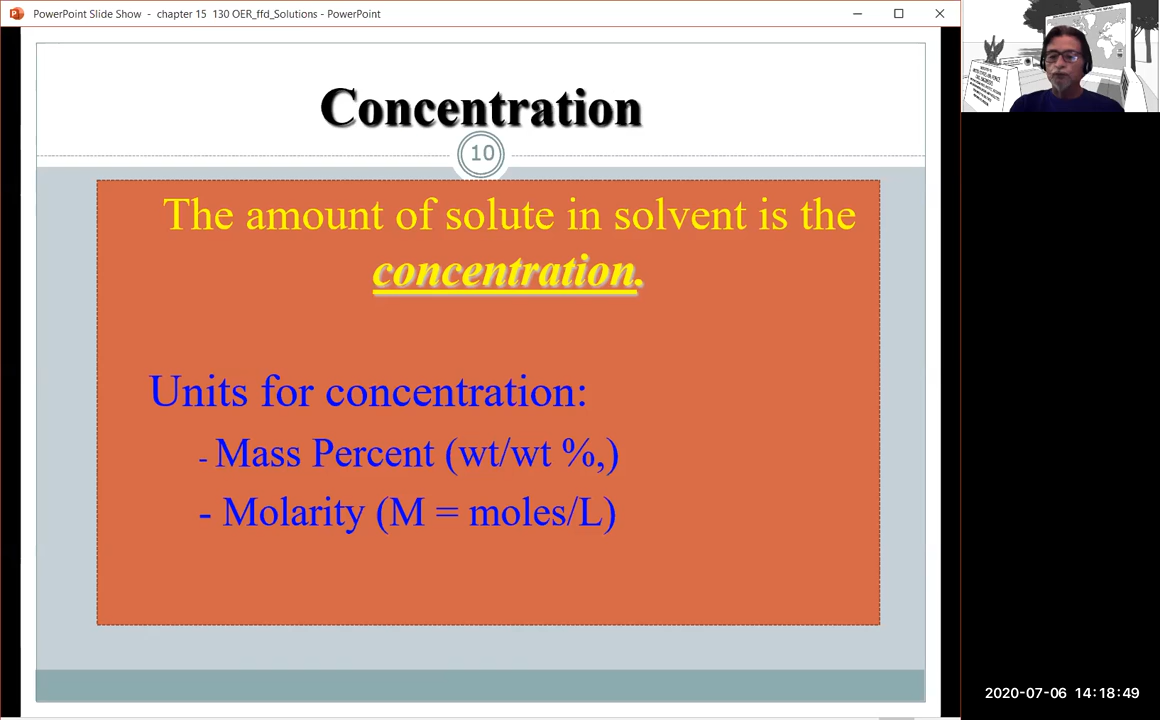 PowerPoint Slide Show - chapter 15 130 OER_ffd_Solutions - PowerPoint
Concentration
10
The amount of solute in solvent is the
concentration.
Units for concentration:
- Mass Percent (wt/wt %,)
- Molarity (M = moles/L)
2020-07-06 14:18:49